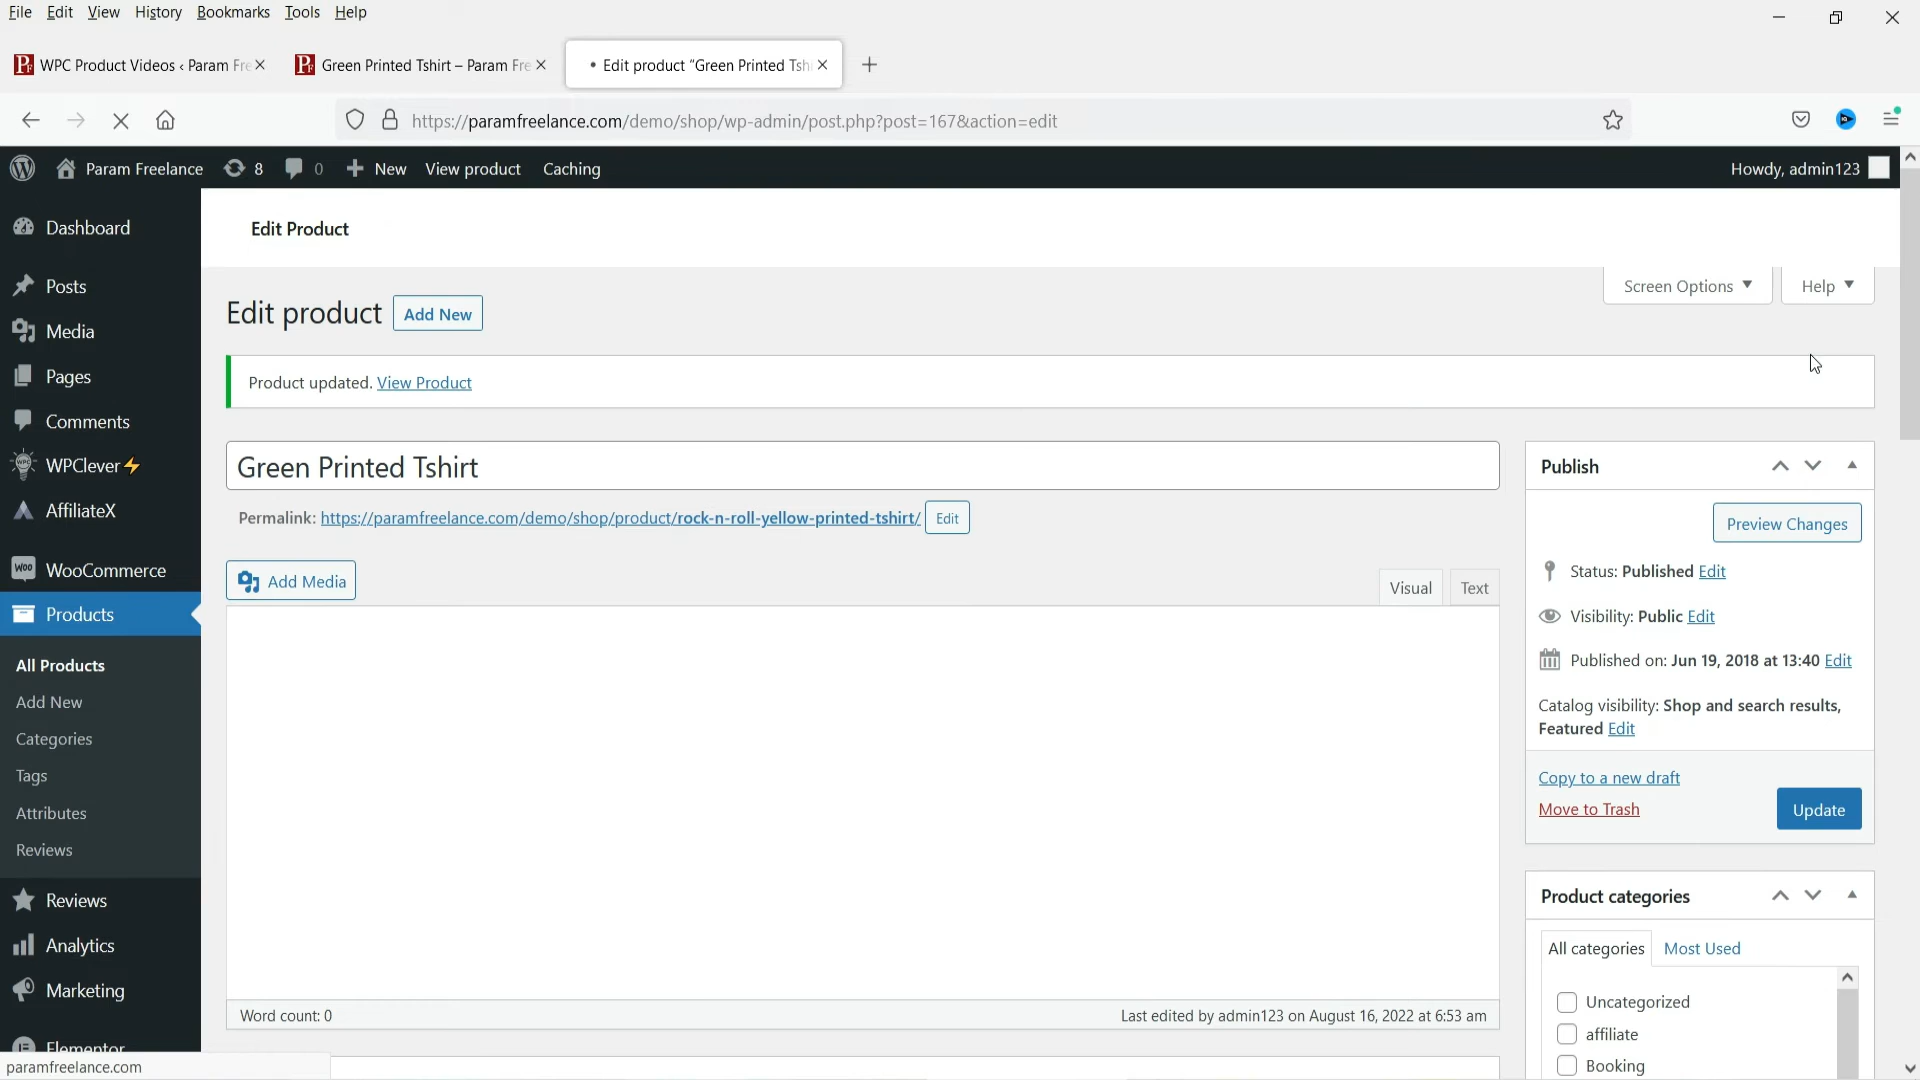 File Edit View History Bookmarks Tools Help
WPC Product Videos ‹ Param Fre
Green Printed Tshirt – Param Fre
• Edit product “Green Printed Tsh
https://paramfreelance.com/demo/shop/wp-admin/post.php?post=167&action=edit
Param Freelance 8 0 New View product Caching Howdy, admin123
Dashboard
Posts
Media
Pages
Comments
WPClever
AffiliateX
WooCommerce
Products
All Products
Add New
Categories
Tags
Attributes
Reviews
Reviews
Analytics
Marketing
Elementor
paramfreelance.com
Edit Product
Screen Options Help
Edit product Add New
Product updated. View Product
Green Printed Tshirt
Permalink: https://paramfreelance.com/demo/shop/product/rock-n-roll-yellow-printed-tshirt/ Edit
Add Media
Visual Text
Word count: 0 Last edited by admin123 on August 16, 2022 at 6:53 am
Publish
Preview Changes
Status: Published Edit
Visibility: Public Edit
Published on: Jun 19, 2018 at 13:40 Edit
Catalog visibility: Shop and search results,
Featured Edit
Copy to a new draft
Move to Trash Update
Product categories
All categories Most Used
Uncategorized
affiliate
Booking